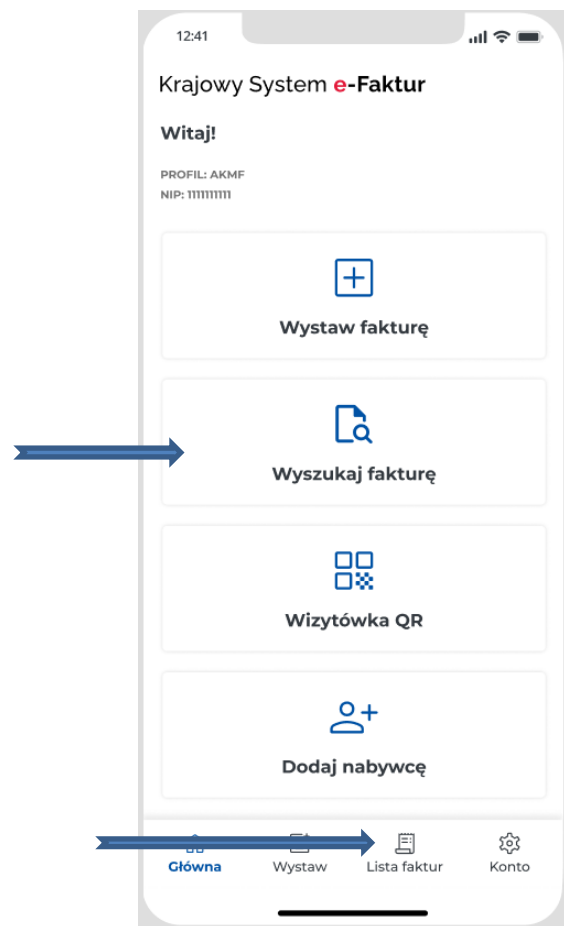 12:41
Krajowy System e-Faktur
Witaj!
PROFIL: AKMF
NIP: 1111111111
Wystaw fakturę
Wyszukaj fakturę
Wizytówka QR
Dodaj nabywcę
Główna Wystaw Lista faktur Konto